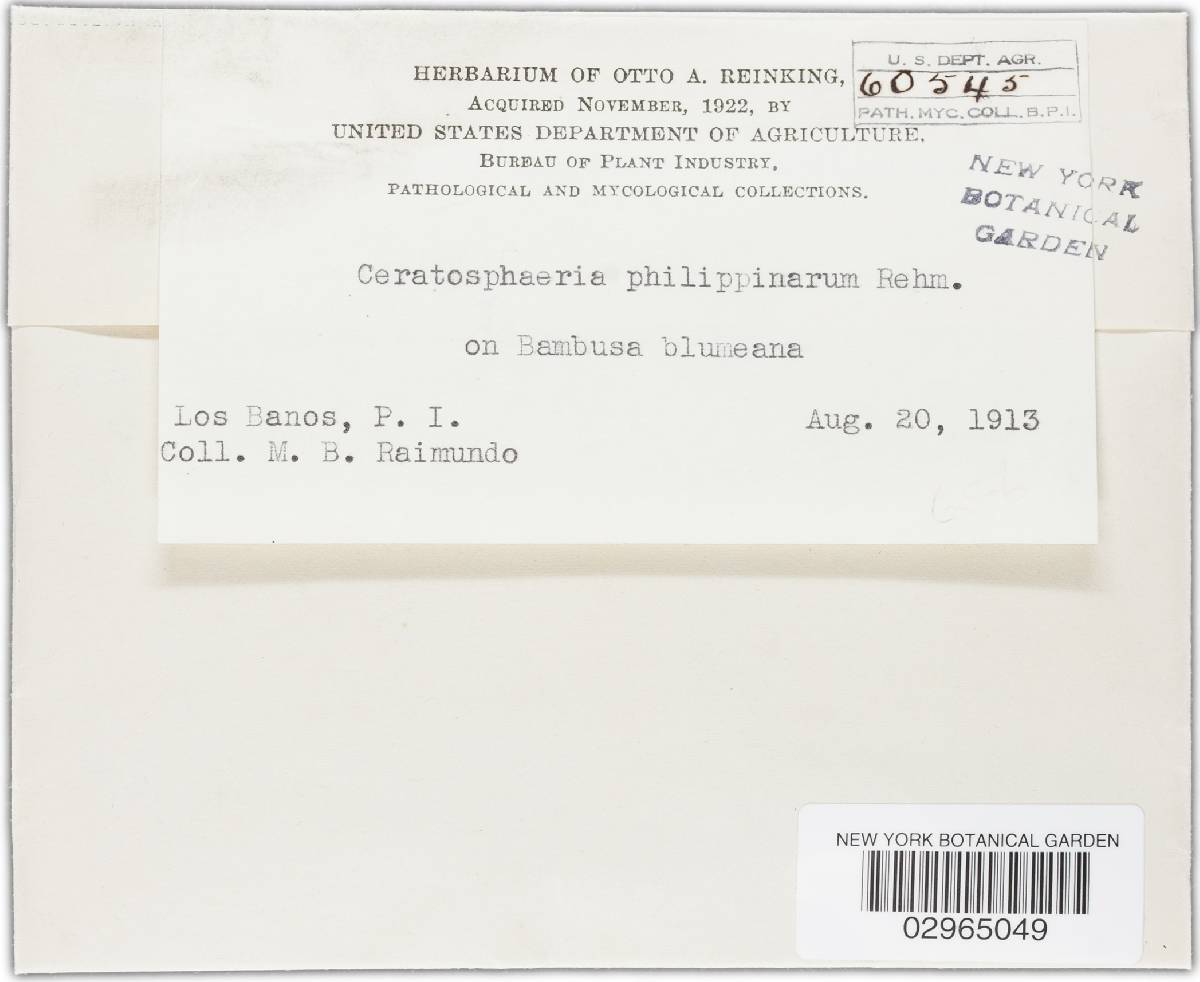 HERBARIUM OF OTTO A. REINKING,
ACQUIRED NOVEMBER, 1922, BY
UNITED STATES DEPARTMENT OF AGRICULTURE.
BUREAU OF PLANT INDUSTRY,
PATHOLOGICAL AND MYCOLOGICAL COLLECTIONS.
U. S. DEPT. AGR.
60545
PATH. MYC. COLL. B.P.I.
NEW YORK
BOTANICAL
GARDEN
Ceratosphaeria philippinarum Rehm.
on Bambusa blumeana
Los Banos, P. I.
Aug. 20, 1913
Coll. M. B. Raimundo
NEW YORK BOTANICAL GARDEN
02965049